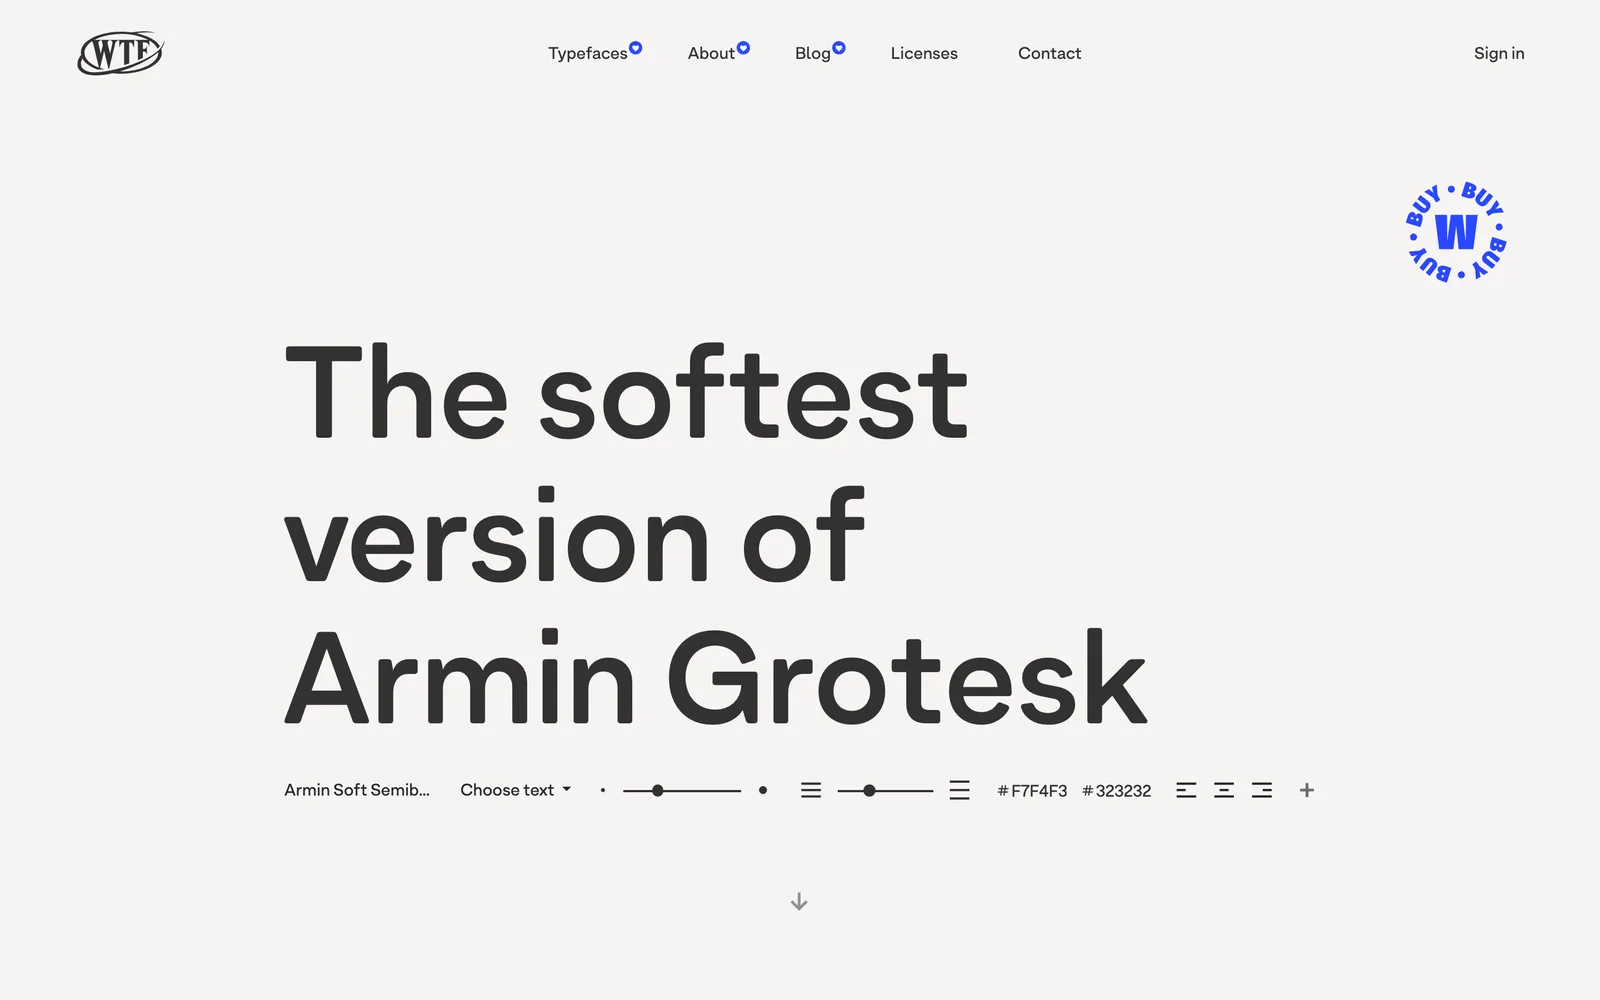 WTF
Typefaces
About
Blog
Licenses
Contact
Sign in
BUY • BUY • BUY • BUY •
W
The softest
version of
Armin Grotesk
Armin Soft Semib...
Choose text
#F7F4F3
#323232